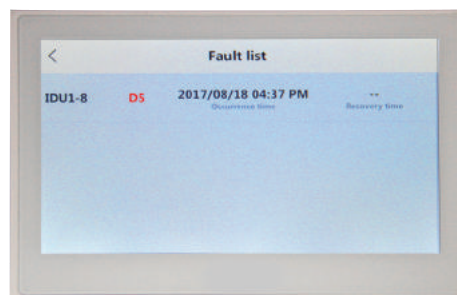 <
Fault list
IDU1-8 D5 2017/08/18 04:37 PM --
Occurrence time Recovery time